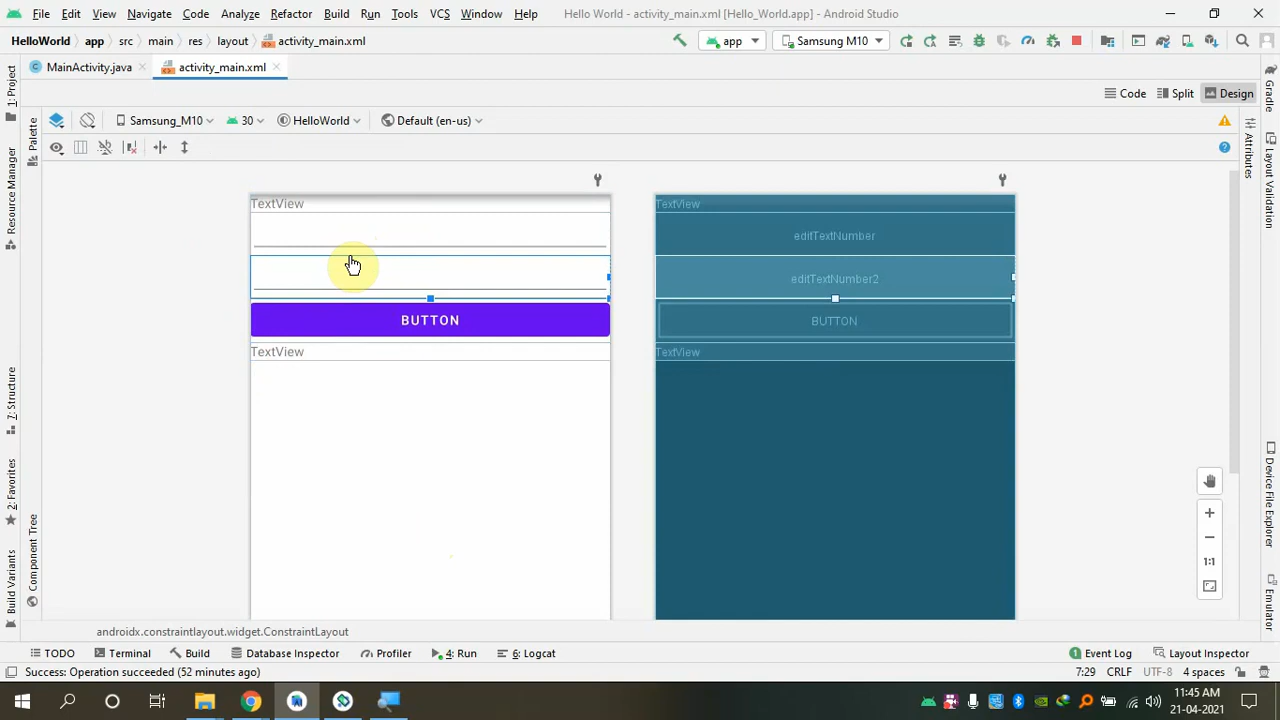 File Edit View Navigate Code Analyze Refactor Build Run Tools VCS Window Help Hello World - activity_main.xml [Hello_World.app] - Android Studio
HelloWorld app src main res layout activity_main.xml app Samsung M10
MainActivity.java activity_main.xml
Code Split Design
Samsung_M10 30 HelloWorld Default (en-us)
1: Project
Resource Manager
7: Structure
2: Favorites
Build Variants
Palette
Component Tree
TextView
BUTTON
TextView
TextView
editTextNumber
editTextNumber2
BUTTON
TextView
1:1
Attributes
Gradle
Layout Validation
Device File Explorer
Emulator
androidx.constraintlayout.widget.ConstraintLayout
TODO Terminal Build Database Inspector Profiler 4: Run 6: Logcat 1 Event Log Layout Inspector
Success: Operation succeeded (52 minutes ago) 7:29 CRLF UTF-8 4 spaces
11:45 AM
21-04-2021